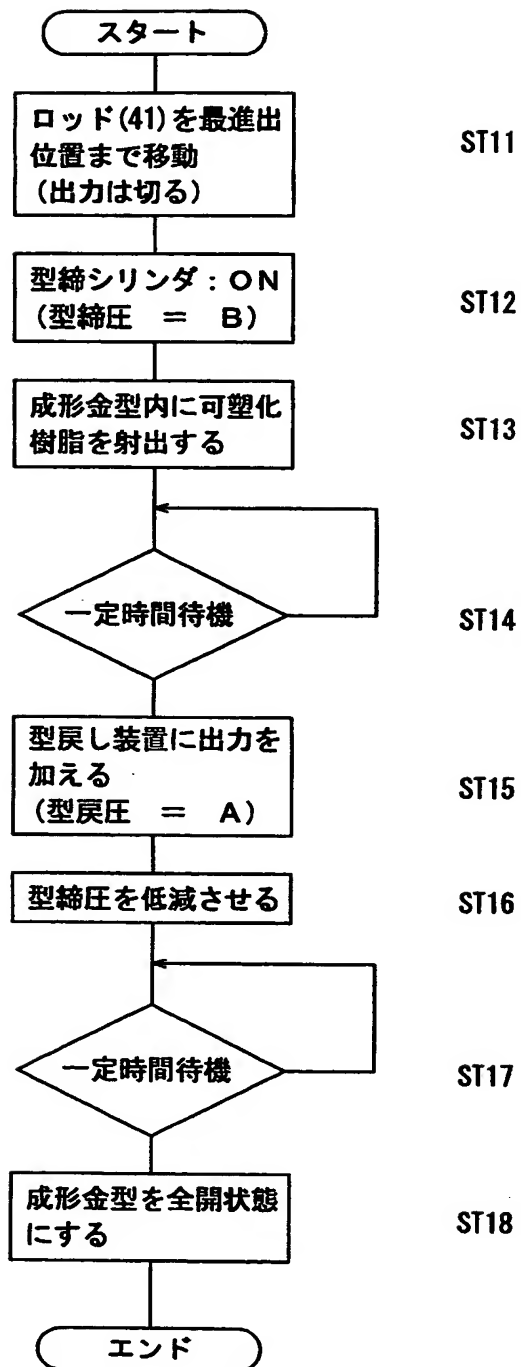 スタート
ロッド(41)を最進出
位置まで移動
(出力は切る)
ST11
型締シリンダ:ON
(型締圧 = B)
ST12
成形金型内に可塑化
樹脂を射出する
ST13
一定時間待機
ST14
型戻し装置に出力を
加える
(型戻圧 = A)
ST15
型締圧を低減させる
ST16
一定時間待機
ST17
成形金型を全開状態
にする
ST18
エンド